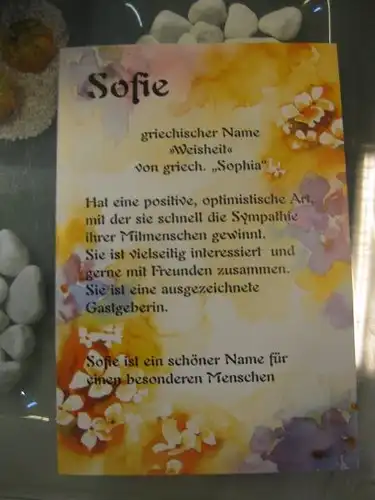 Sofie
griechischer Name
»Weisheit«
von griech. „Sophia"
Hat eine positive, optimistische Art,
mit der sie schnell die Sympathie
ihrer Mitmenschen gewinnt.
Sie ist vielseitig interessiert und
gerne mit Freunden zusammen.
Sie ist eine ausgezeichnete
Gastgeberin.
Sofie ist ein schöner Name für
einen besonderen Menschen